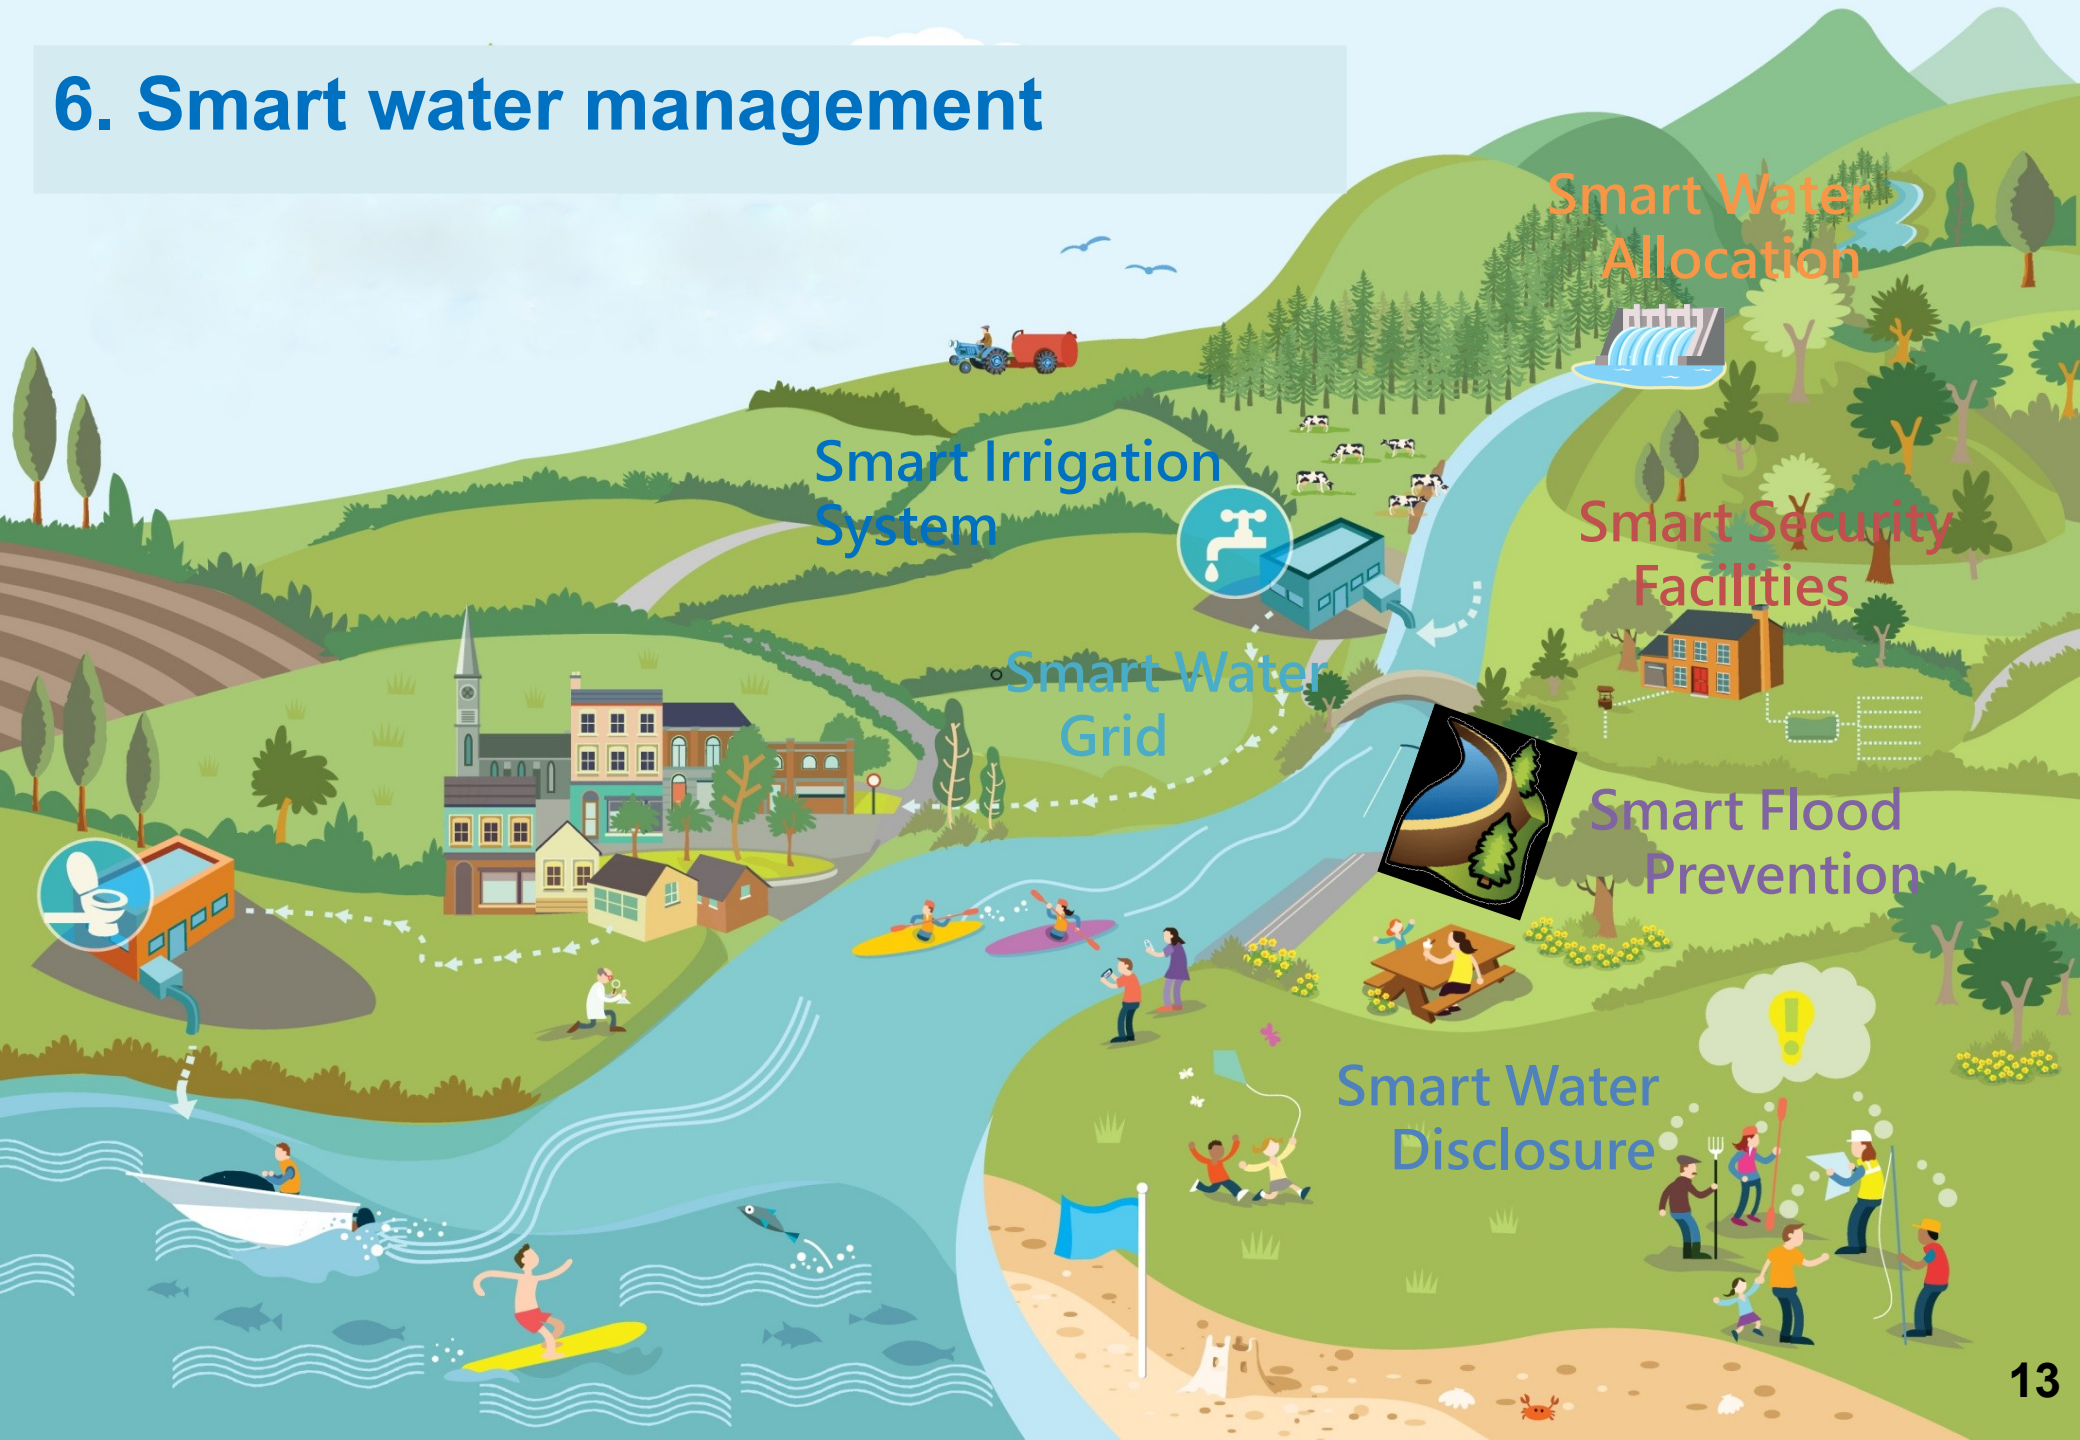 6. Smart water management
Smart Water
Allocation
Smart Irrigation
System
Smart Security
Facilities
Smart Water
Grid
Smart Flood
Prevention
Smart Water
Disclosure
13